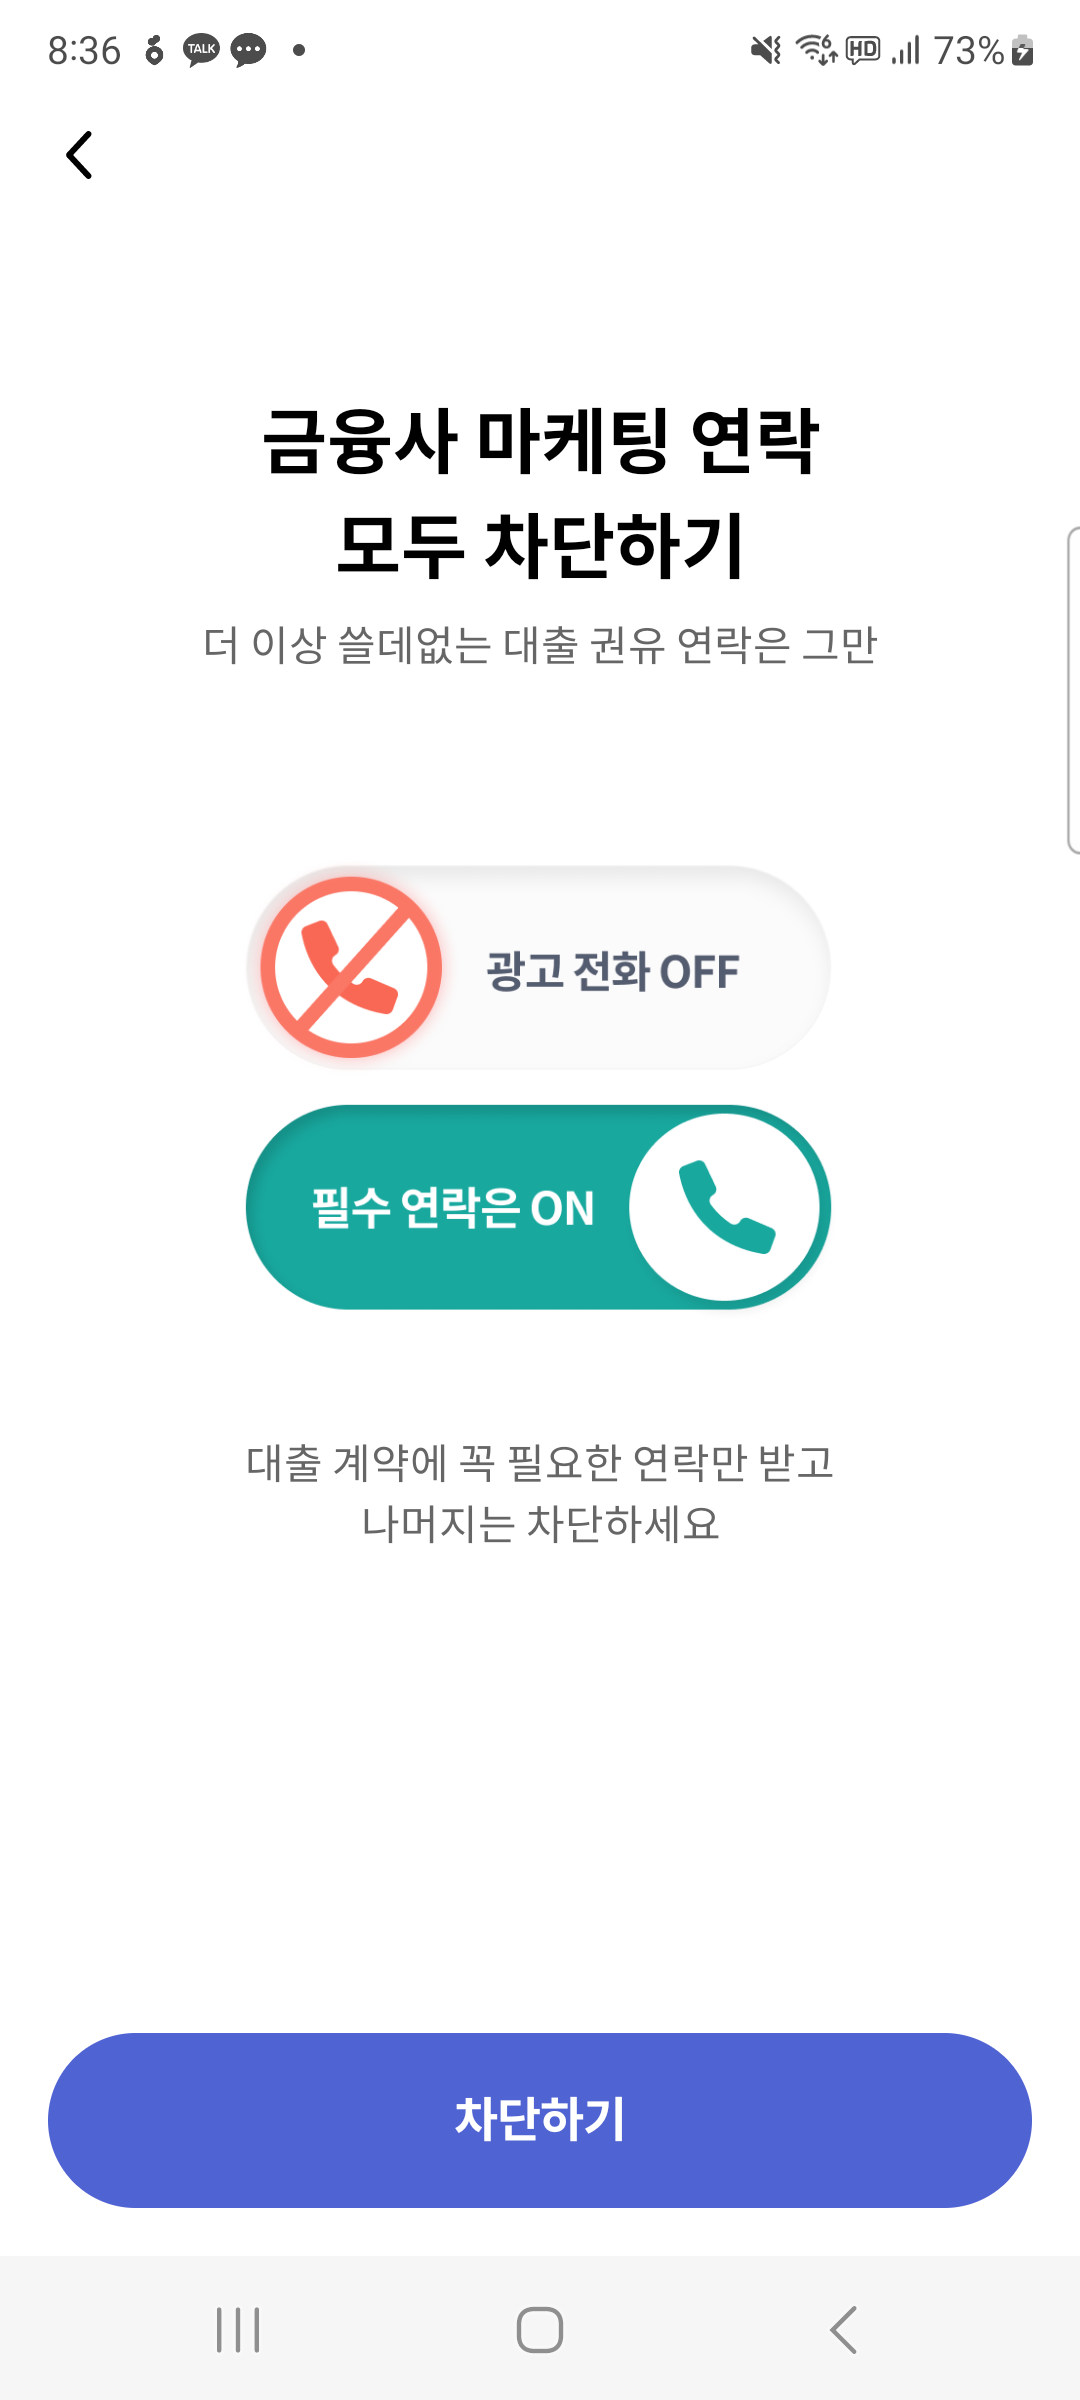 8:36 TALK HD 73%
금융사 마케팅 연락
모두 차단하기
더 이상 쓸데없는 대출 권유 연락은 그만
광고 전화 OFF
필수 연락은 ON
대출 계약에 꼭 필요한 연락만 받고
나머지는 차단하세요
차단하기